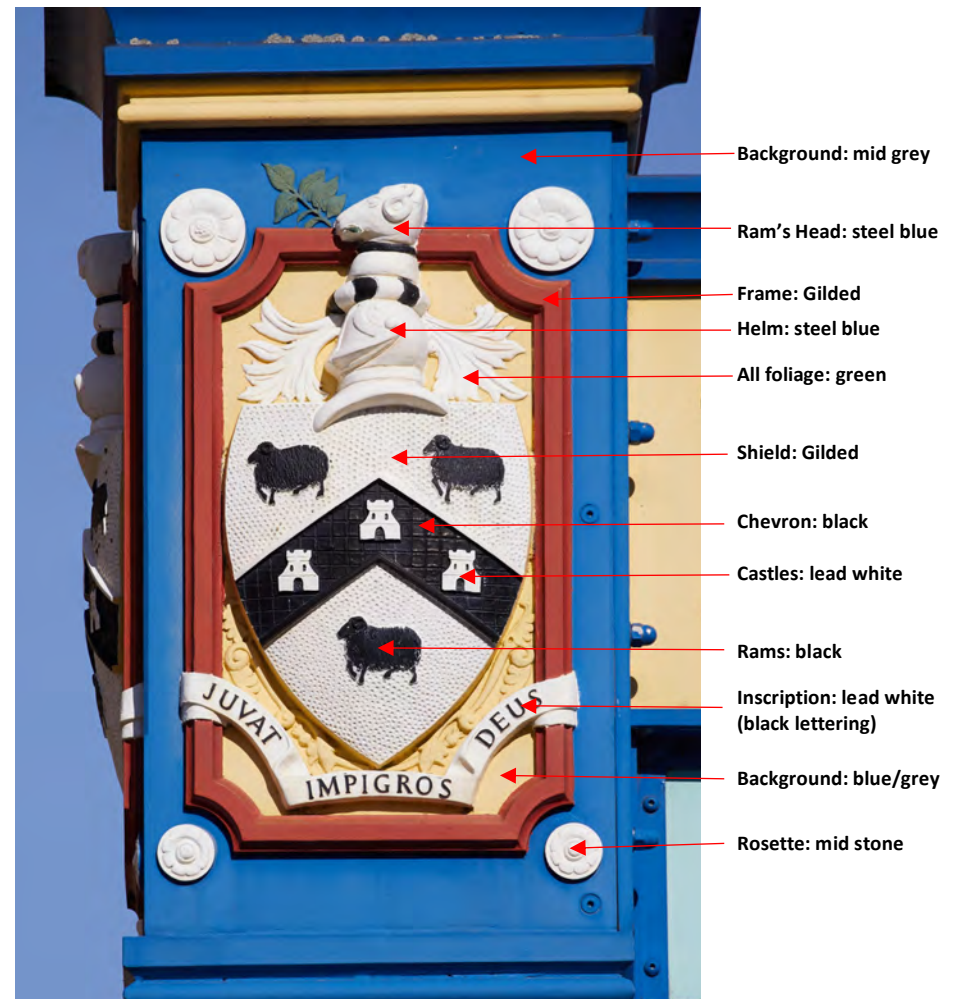 Background: mid grey
Ram’s Head: steel blue
Frame: Gilded
Helm: steel blue
All foliage: green
Shield: Gilded
Chevron: black
Castles: lead white
Rams: black
Inscription: lead white
(black lettering)
Background: blue/grey
Rosette: mid stone
JUVAT
IMPIGROS
DEUS